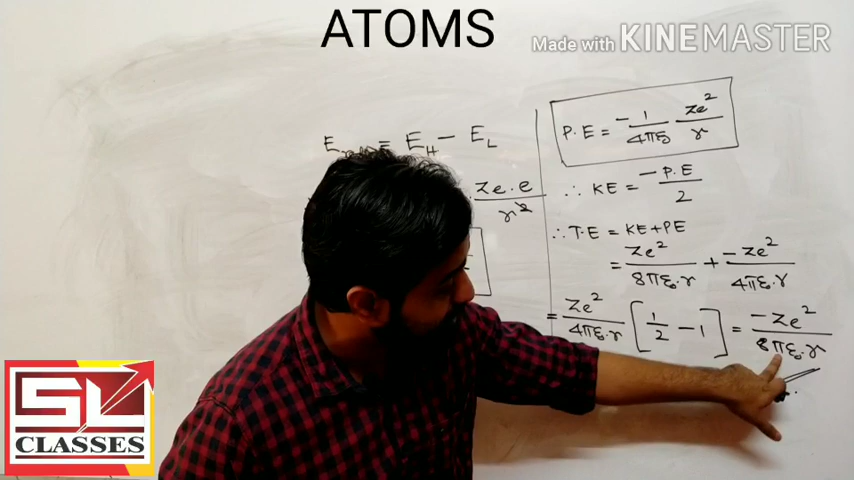 ATOMS
Made with KINEMASTER
E = E_H - E_L
Ze.e / r²
P.E = -1/4πε₀ Ze²/r
∴ KE = -P.E/2
∴ T.E = KE+PE
= Ze²/8πε₀.r + -Ze²/4πε₀.r
= Ze²/4πε₀.r [1/2 - 1] = -Ze²/8πε₀.r
SL
CLASSES